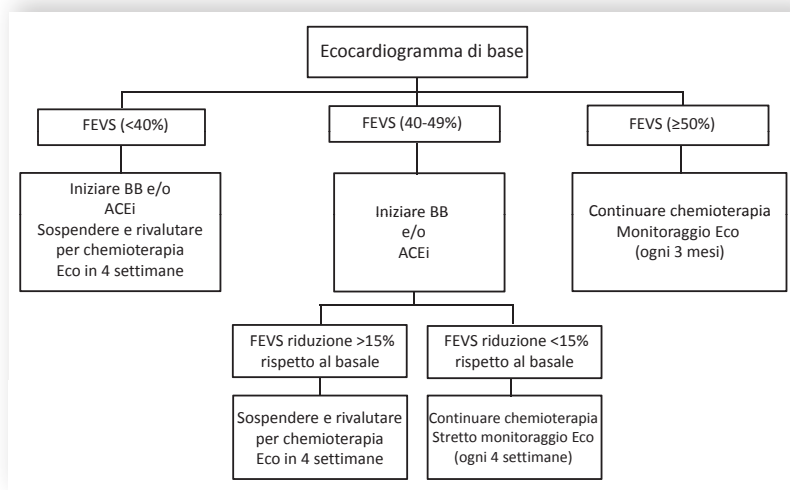 Ecocardiogramma di base
FEVS (<40%)
FEVS (40-49%)
FEVS (≥50%)
Iniziare BB e/o
ACEi
Sospendere e rivalutare
per chemioterapia
Eco in 4 settimane
Iniziare BB
e/o
ACEi
Continuare chemioterapia
Monitoraggio Eco
(ogni 3 mesi)
FEVS riduzione >15%
rispetto al basale
FEVS riduzione <15%
rispetto al basale
Sospendere e rivalutare
per chemioterapia
Eco in 4 settimane
Continuare chemioterapia
Stretto monitoraggio Eco
(ogni 4 settimane)